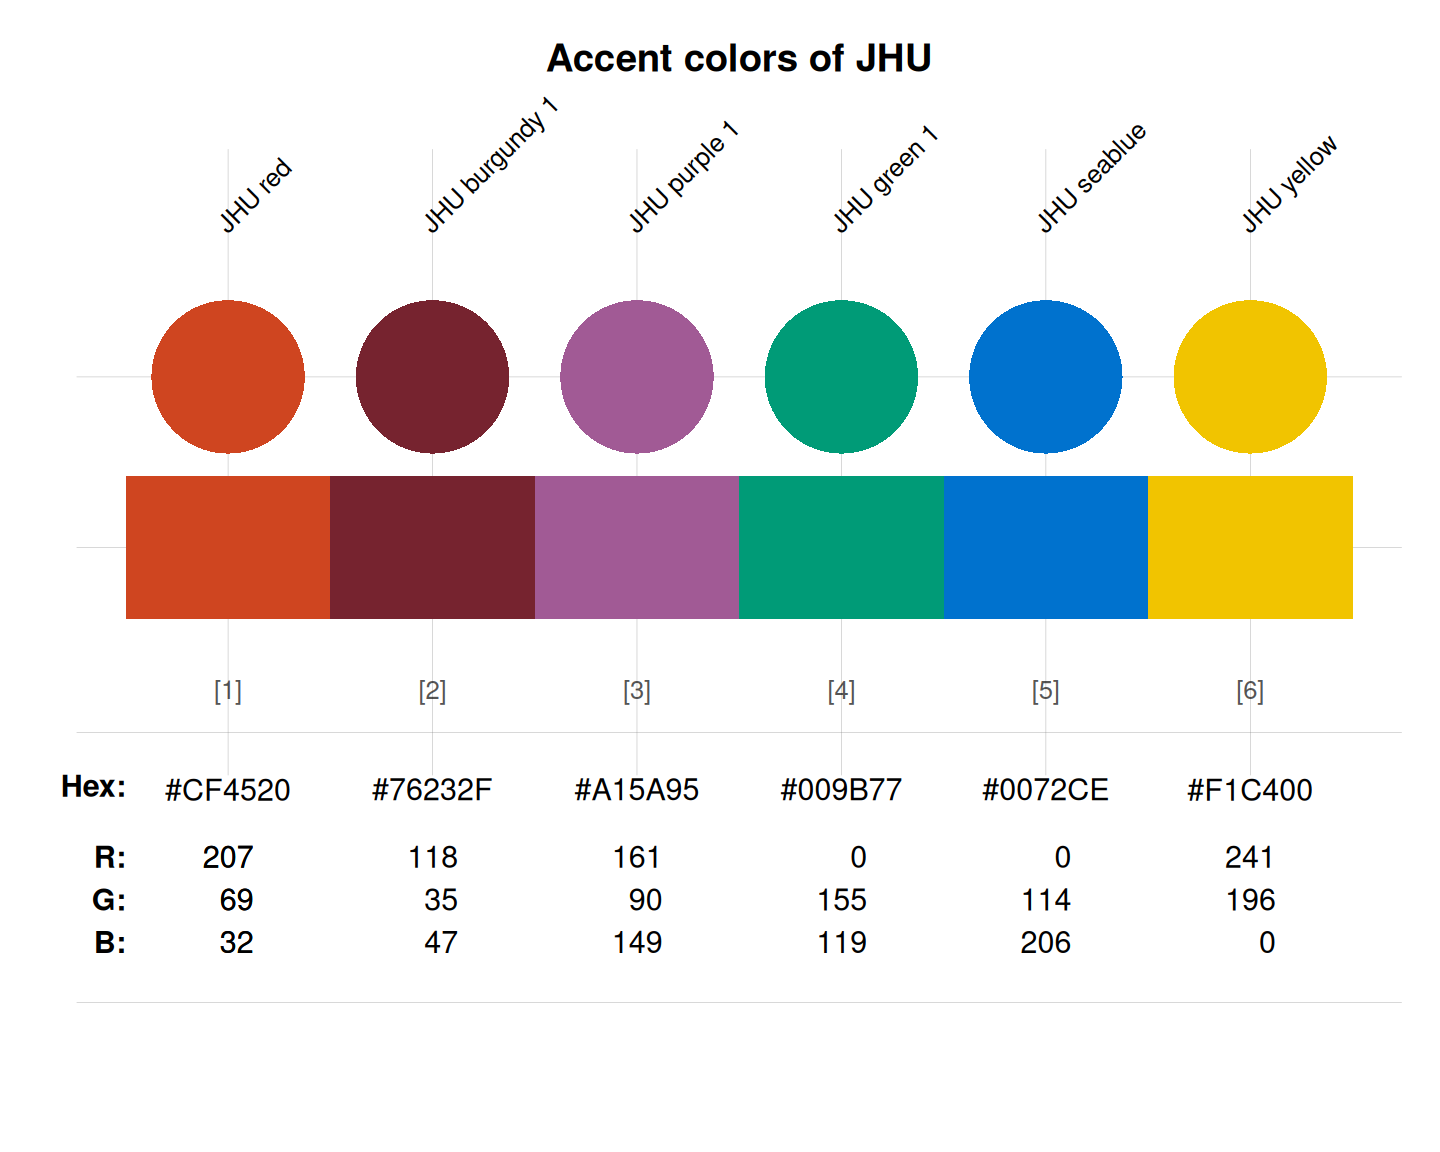 Accent colors of JHU
JHU red
JHU burgundy 1
JHU purple 1
JHU green 1
JHU seablue
JHU yellow
[1] [2] [3] [4] [5] [6]
Hex: #CF4520 #76232F #A15A95 #009B77 #0072CE #F1C400
R: 207 118 161 0 0 241
G: 69 35 90 155 114 196
B: 32 47 149 119 206 0